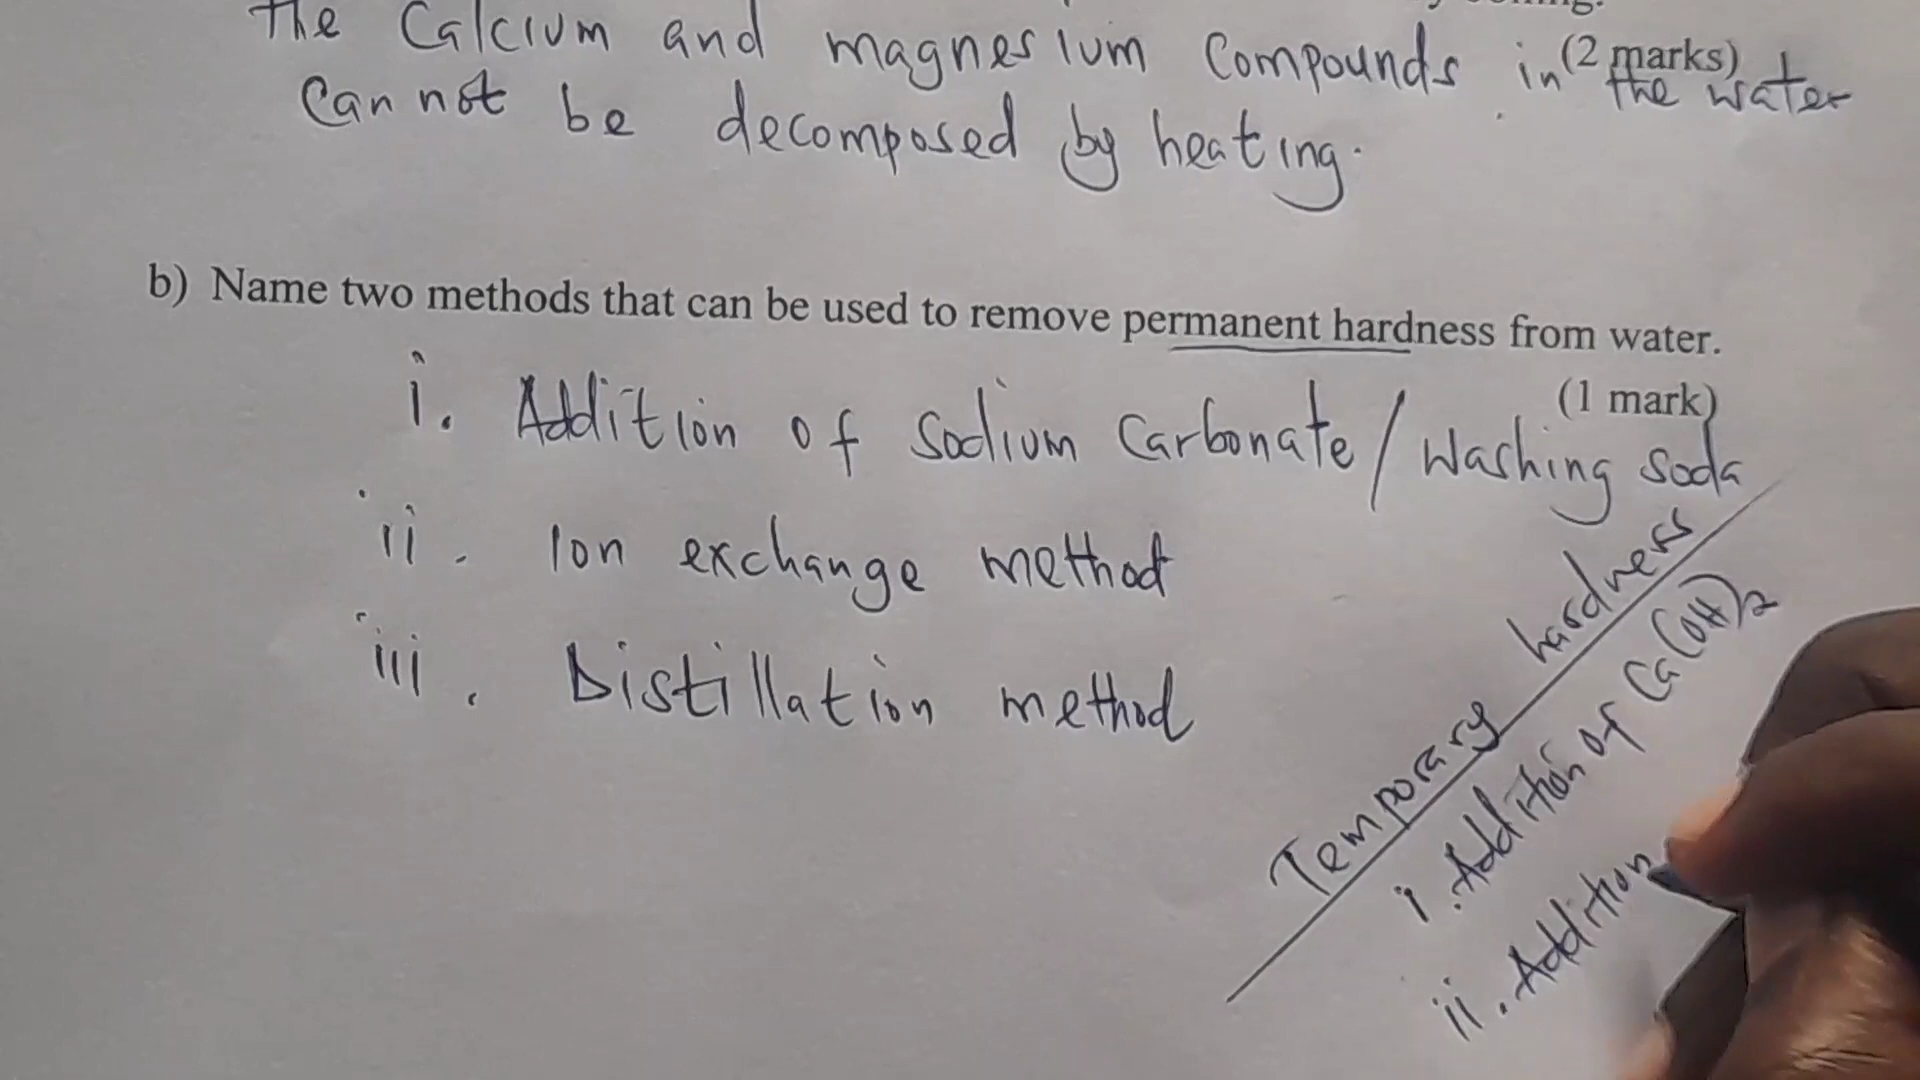 The Calcium and magnesium Compounds in the water
(2 marks)
Can not be decomposed by heating.
b) Name two methods that can be used to remove permanent hardness from water.
(1 mark)
i. Addition of Sodium Carbonate/Washing Soda
ii. Ion exchange method
iii. Distillation method
Temporary hardness
i. Addition of Ca(OH)2
ii. Addition